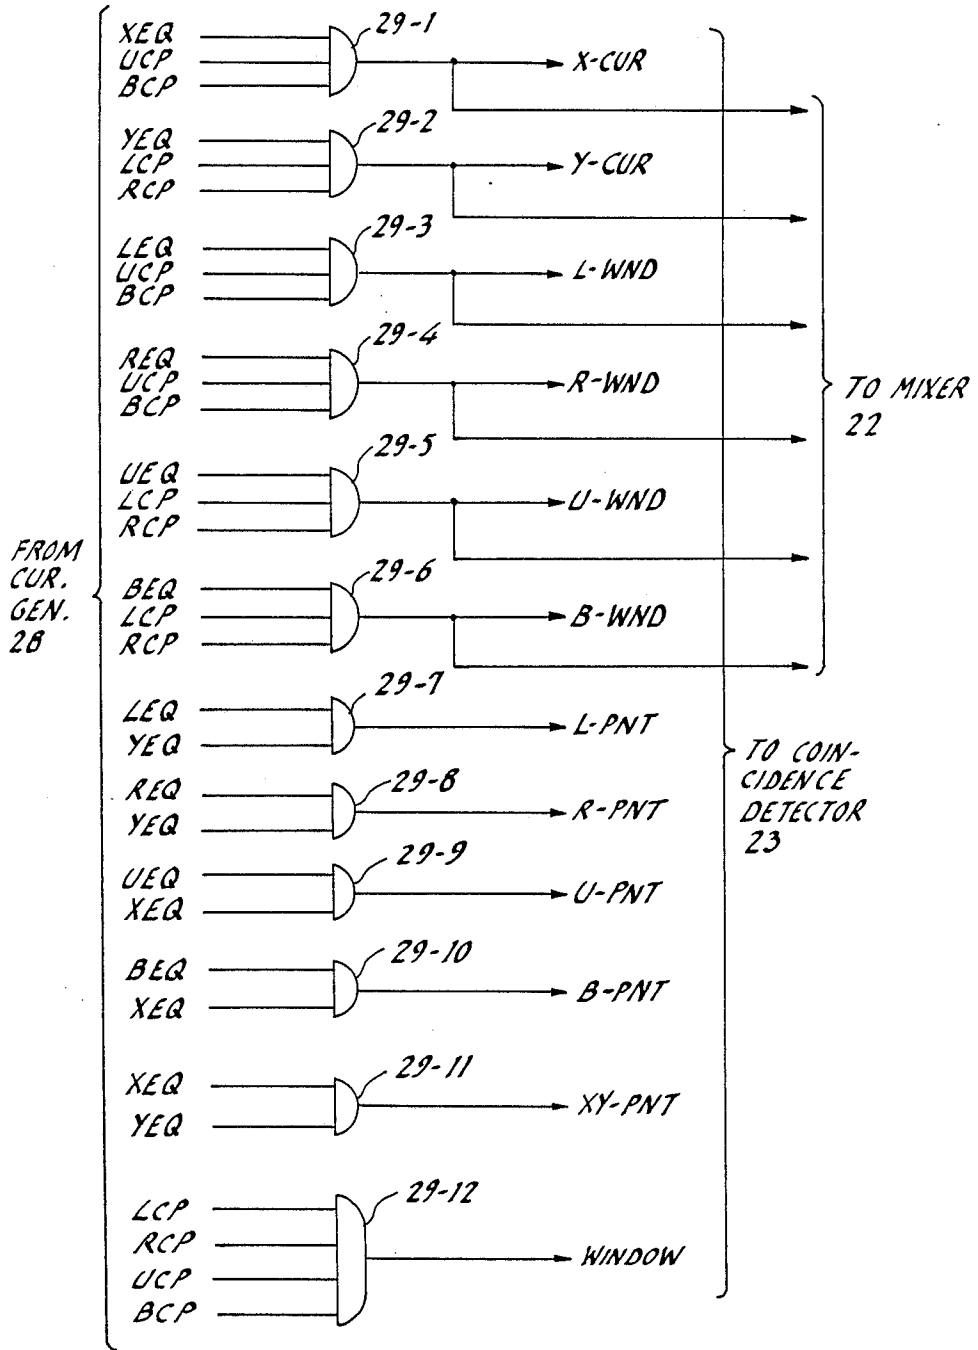 XEQ
UCP
BCP
29-1
X-CUR
YEQ
LCP
RCP
29-2
Y-CUR
LEQ
UCP
BCP
29-3
L-WND
REQ
UCP
BCP
29-4
R-WND
TO MIXER
22
UEQ
LCP
RCP
29-5
U-WND
FROM
CUR.
GEN.
28
BEQ
LCP
RCP
29-6
B-WND
LEQ
YEQ
29-7
L-PNT
TO COIN-
CIDENCE
DETECTOR
23
REQ
YEQ
29-8
R-PNT
UEQ
XEQ
29-9
U-PNT
BEQ
XEQ
29-10
B-PNT
XEQ
YEQ
29-11
XY-PNT
LCP
RCP
UCP
BCP
29-12
WINDOW